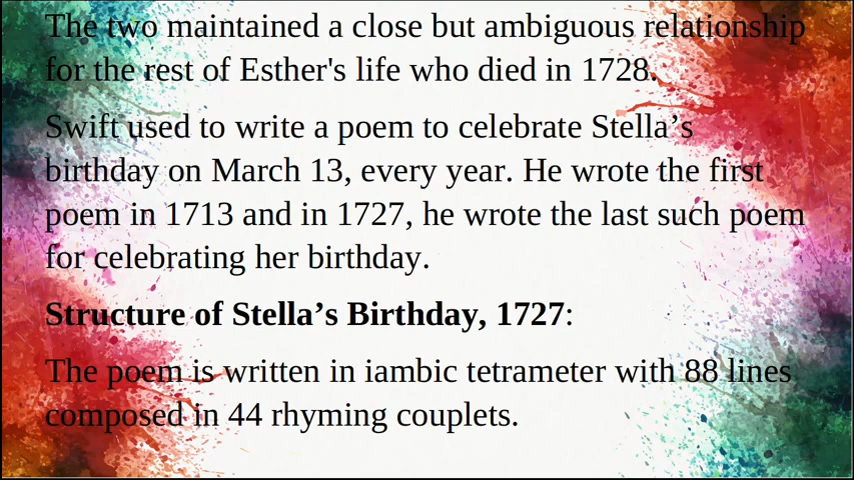 The two maintained a close but ambiguous relationship
for the rest of Esther's life who died in 1728.
Swift used to write a poem to celebrate Stella’s
birthday on March 13, every year. He wrote the first
poem in 1713 and in 1727, he wrote the last such poem
for celebrating her birthday.
Structure of Stella’s Birthday, 1727:
The poem is written in iambic tetrameter with 88 lines
composed in 44 rhyming couplets.